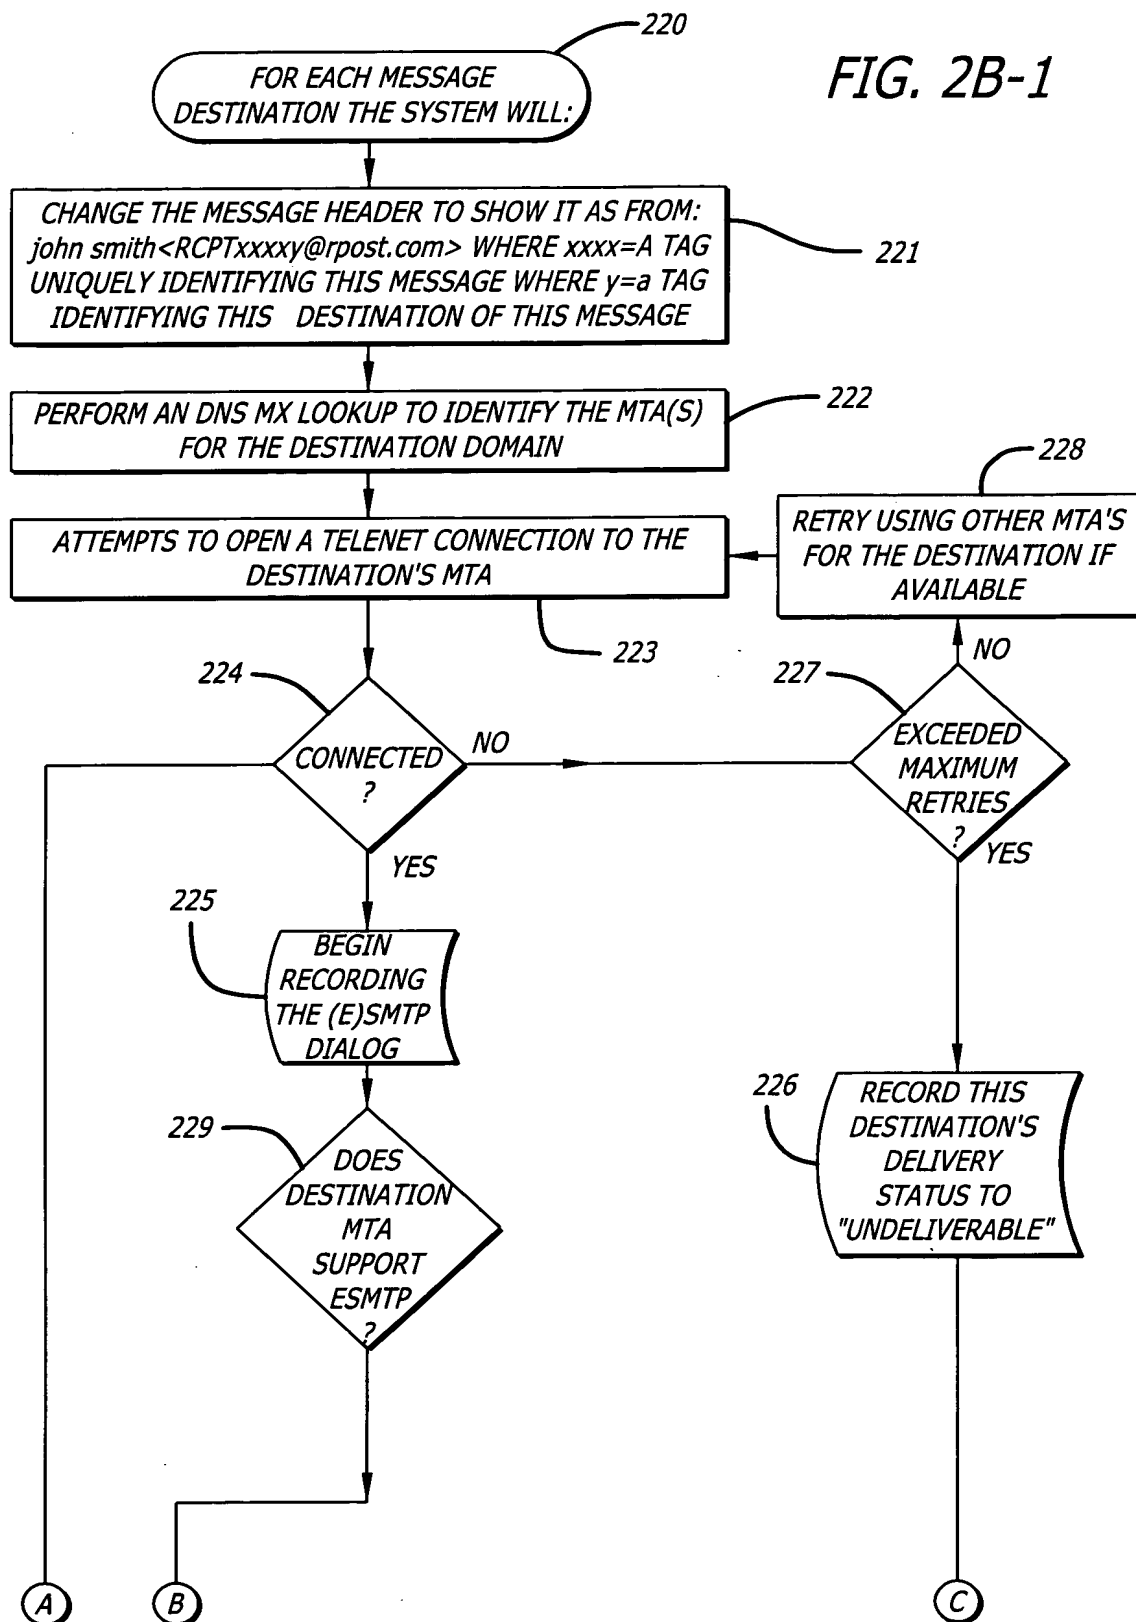 FIG. 2B-1
220
FOR EACH MESSAGE
DESTINATION THE SYSTEM WILL:
CHANGE THE MESSAGE HEADER TO SHOW IT AS FROM:
john smith<RCPTxxxxy@rpost.com> WHERE xxxx=A TAG
UNIQUELY IDENTIFYING THIS MESSAGE WHERE y=a TAG
IDENTIFYING THIS DESTINATION OF THIS MESSAGE
221
PERFORM AN DNS MX LOOKUP TO IDENTIFY THE MTA(S)
FOR THE DESTINATION DOMAIN
222
ATTEMPTS TO OPEN A TELENET CONNECTION TO THE
DESTINATION'S MTA
223
228
RETRY USING OTHER MTA'S
FOR THE DESTINATION IF
AVAILABLE
NO
224
CONNECTED
?
NO
YES
227
EXCEEDED
MAXIMUM
RETRIES
?
YES
225
BEGIN
RECORDING
THE (E)SMTP
DIALOG
229
DOES
DESTINATION
MTA
SUPPORT
ESMTP
?
226
RECORD THIS
DESTINATION'S
DELIVERY
STATUS TO
"UNDELIVERABLE"
A
B
C